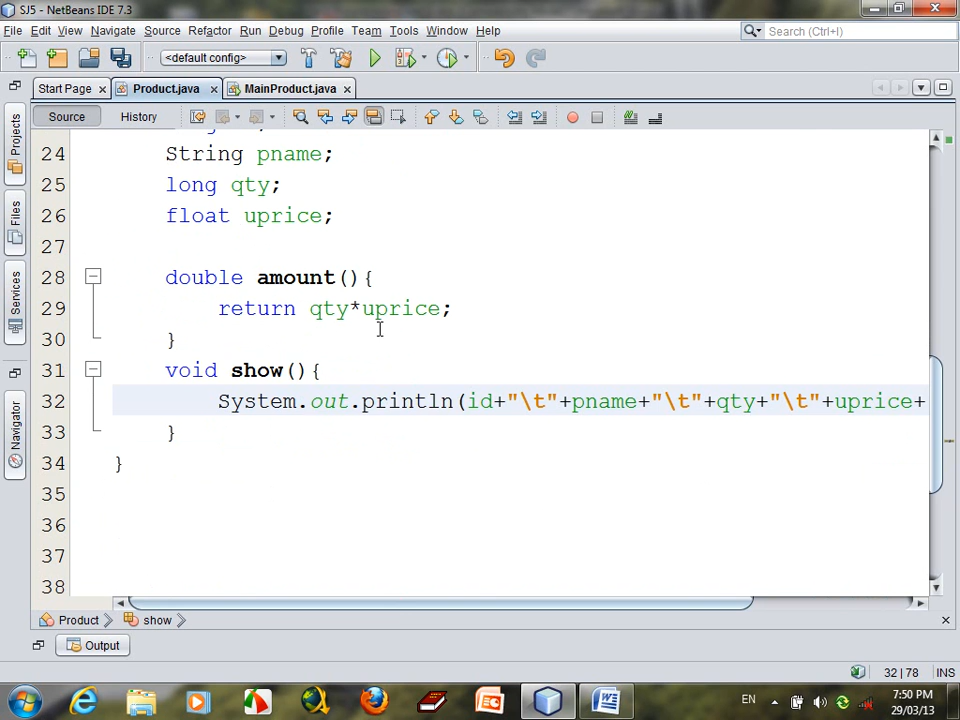 SJ5 - NetBeans IDE 7.3
File Edit View Navigate Source Refactor Run Debug Profile Team Tools Window Help
Search (Ctrl+I)
<default config>
Start Page Product.java MainProduct.java
Source History
Projects
Files
Services
Navigator
24 String pname;
25 long qty;
26 float uprice;
27
28 double amount(){
29 return qty*uprice;
30 }
31 void show(){
32 System.out.println(id+"\t"+pname+"\t"+qty+"\t"+uprice+
33 }
34 }
35
36
37
38
Product show
Output
32 | 78 INS
EN 7:50 PM
29/03/13